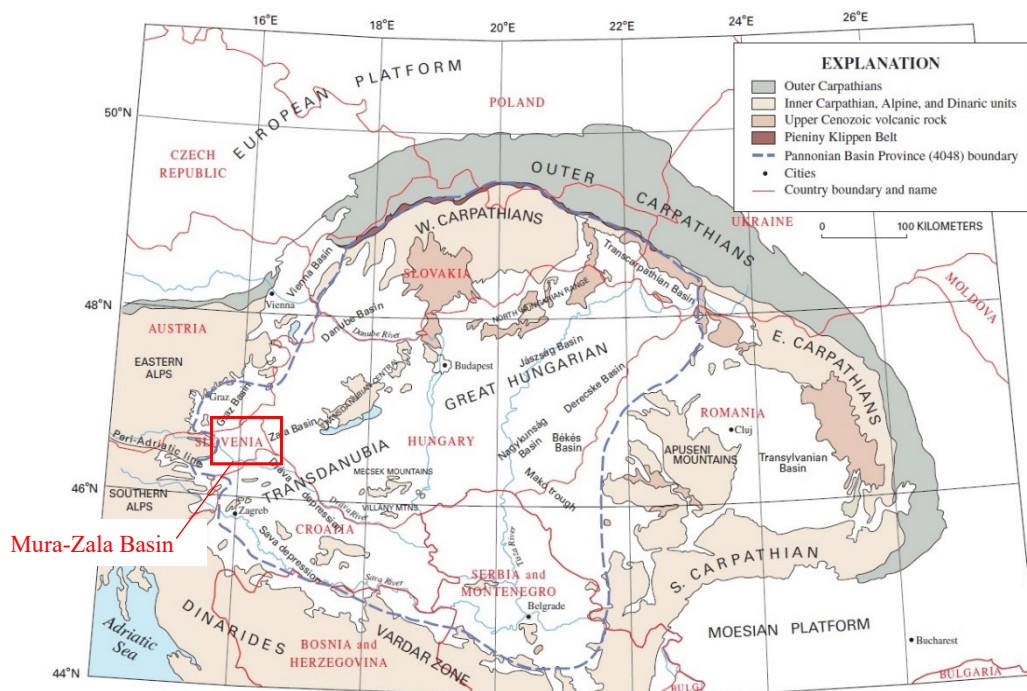 16°E
18°E
20°E
22°E
24°E
26°E
EXPLANATION
Outer Carpathians
Inner Carpathian, Alpine, and Dinaric units
Upper Cenozoic volcanic rock
Pieniny Klippen Belt
Pannonian Basin Province (4048) boundary
Cities
Country boundary and name
0 100 KILOMETERS
50°N
EUROPEAN PLATFORM
POLAND
CZECH
REPUBLIC
OUTER CARPATHIANS
UKRAINE
W. CARPATHIANS
Vienna Basin
SLOVAKIA
Transcarpathian Basin
MOLDOVA
48°N
Vienna
Danube Basin
Danube River
NORTH HUNGARIAN RANGE
AUSTRIA
EASTERN
ALPS
Budapest
Jászság Basin
GREAT HUNGARIAN
E. CARPATHIANS
Graz
Graz Basin
Derecske Basin
ROMANIA
Cluj
SLOVENIA
Zala Basin
Peri-Adriatic line
HUNGARY
Nagykunság
Basin
Békés
Basin
APUSENI
MOUNTAINS
Transylvanian
Basin
TRANSDANUBIA
MECSEK MOUNTAINS
Makó trough
46°N
SOUTHERN
ALPS
Drava depression
Drava River
VILLANY MTNS
Zagreb
CROATIA
Mura-Zala Basin
Sava depression
Sava River
Tisza River
SERBIA and
MONTENEGRO
Belgrade
S. CARPATHIAN
Adriatic
Sea
DINARIDES
BOSNIA and
HERZEGOVINA
VARDAR ZONE
MOESIAN PLATFORM
Bucharest
44°N
BULG
BULGARIA